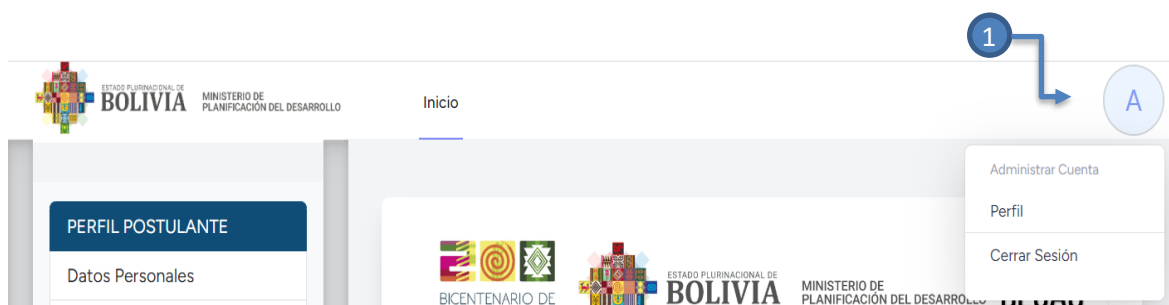 1
ESTADO PLURINACIONAL DE
BOLIVIA
MINISTERIO DE
PLANIFICACIÓN DEL DESARROLLO
Inicio
A
Administrar Cuenta
Perfil
Cerrar Sesión
PERFIL POSTULANTE
Datos Personales
BICENTENARIO DE
ESTADO PLURINACIONAL DE
BOLIVIA
MINISTERIO DE
PLANIFICACIÓN DEL DESARROLLO